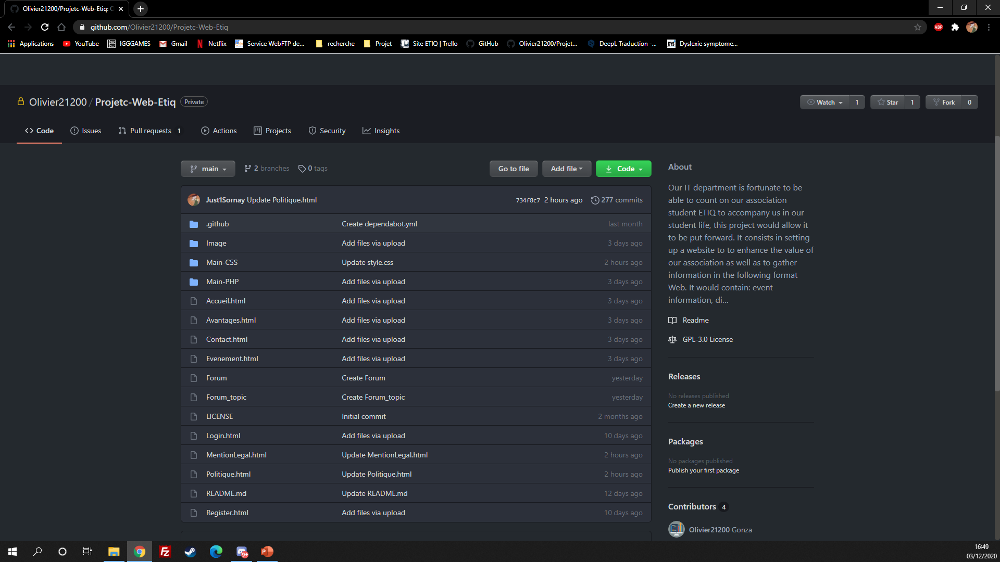 Olivier21200/Projetc-Web-Etiq: C
github.com/Olivier21200/Projetc-Web-Etiq
ABP
Applications YouTube IGGGAMES Gmail Netflix Service WebFTP de... recherche Projet Site ETIQ | Trello GitHub Olivier21200/Projet... DeepL Traduction -... DYS Dyslexie symptome...
Olivier21200 / Projetc-Web-Etiq Private
Watch 1 Star 1 Fork 0
Code Issues Pull requests 1 Actions Projects Security Insights
main 2 branches 0 tags Go to file Add file Code
Just1Sornay Update Politique.html 734f8c7 2 hours ago 277 commits
.github Create dependabot.yml last month
Image Add files via upload 3 days ago
Main-CSS Update style.css 2 hours ago
Main-PHP Add files via upload 3 days ago
Accueil.html Add files via upload 3 days ago
Avantages.html Add files via upload 3 days ago
Contact.html Add files via upload 3 days ago
Evenement.html Add files via upload 3 days ago
Forum Create Forum yesterday
Forum_topic Create Forum_topic yesterday
LICENSE Initial commit 2 months ago
Login.html Add files via upload 10 days ago
MentionLegal.html Update MentionLegal.html 2 hours ago
Politique.html Update Politique.html 2 hours ago
README.md Update README.md 12 days ago
Register.html Add files via upload 10 days ago
About
Our IT department is fortunate to be
able to count on our association
student ETIQ to accompany us in our
student life, this project would allow it
to be put forward. It consists in setting
up a website to to enhance the value of
our association as well as to gather
information in the following format
Web. It would contain: event
information, di...
Readme
GPL-3.0 License
Releases
No releases published
Create a new release
Packages
No packages published
Publish your first package
Contributors 4
Olivier21200 Gonza
Fz
9+
P
16:49
03/12/2020